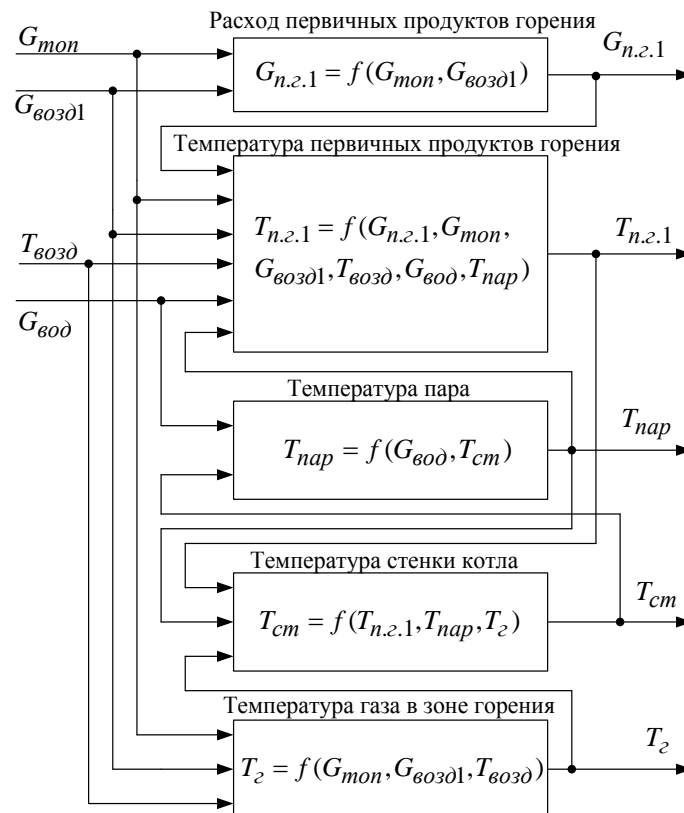 Расход первичных продуктов горения
G_топ
G_п.г.1
G_п.г.1 = f(G_топ, G_возд1)
G_возд1
Температура первичных продуктов горения
T_возд
T_п.г.1 = f(G_п.г.1, G_топ,
T_п.г.1
G_возд1, T_возд, G_вод, T_пар)
G_вод
Температура пара
T_пар
T_пар = f(G_вод, T_ст)
Температура стенки котла
T_ст
T_ст = f(T_п.г.1, T_пар, T_г)
Температура газа в зоне горения
T_г
T_г = f(G_топ, G_возд1, T_возд)